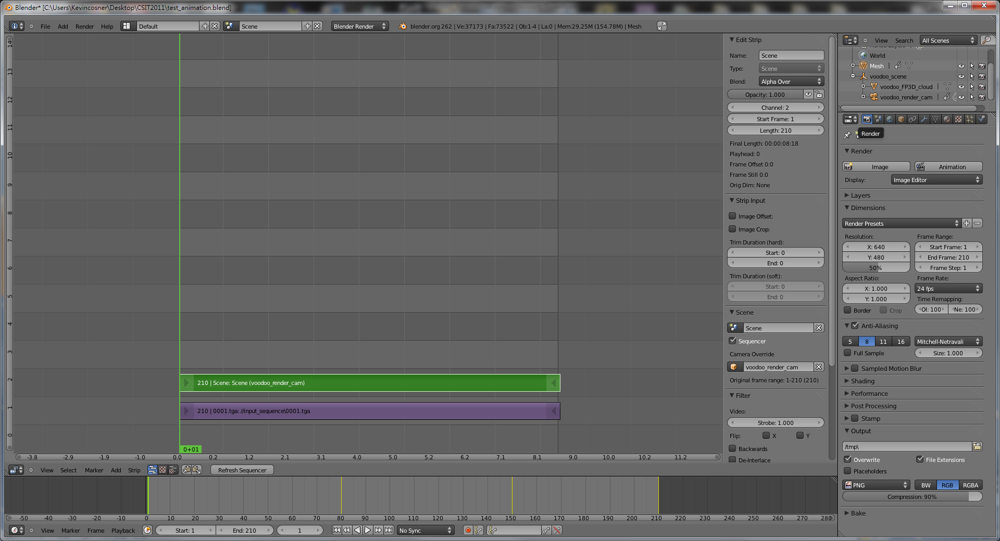 Blender* [C:\Users\Kevincosner\Desktop\CSIT2011\test_animation.blend]
File Add Render Help Default Scene Blender Render blender.org 262 | Ve:37173 | Fa:73522 | Ob:1-4 | La:0 | Mem:29.25M (154.78M) | Mesh
14
13
12
11
10
9
8
7
6
5
4
3
2
1
0
210 | Scene: Scene (voodoo_render_cam)
210 | 0001.tga: //input_sequence\0001.tga
0+01
-3.8 -2.9 -1.9 -1.0 0.0 0.2 1.2 2.1 3.1 4.0 5.0 5.2 6.2 7.1 8.1 9.0 10.0 10.2 11.2
View Select Marker Add Strip Refresh Sequencer
-50 -40 -30 -20 -10 0 10 20 30 40 50 60 70 80 90 100 110 120 130 140 150 160 170 180 190 200 210 220 230 240 250 260 270 280
View Marker Frame Playback Start: 1 End: 210 1 No Sync
Edit Strip
Name: Scene
Type: Scene
Blend: Alpha Over
Opacity: 1.000
Channel: 2
Start Frame: 1
Length: 210
Final Length: 00:00:08:18
Playhead: 0
Frame Offset 0:0
Frame Still 0:0
Orig Dim: None
Strip Input
Image Offset:
Image Crop:
Trim Duration (hard):
Start: 0
End: 0
Trim Duration (soft):
Start: 0
End: 0
Scene
Scene
Sequencer
Camera Override
voodoo_render_cam
Original frame range: 1-210 (210)
Filter
Video:
Strobe: 1.000
Flip: X Y
Backwards
De-Interlace
View Search All Scenes
World
Mesh
voodoo_scene
voodoo_FP3D_cloud
voodoo_render_cam
Render
Render
Image Animation
Display: Image Editor
Layers
Dimensions
Render Presets
Resolution: Frame Range:
X: 640 Start Frame: 1
Y: 480 End Frame: 210
50% Frame Step: 1
Aspect Ratio: Frame Rate:
X: 1.000 24 fps
Y: 1.000 Time Remapping:
Border Crop Ol: 100 Ne: 100
Anti-Aliasing
5 8 11 16 Mitchell-Netravali
Full Sample Size: 1.000
Sampled Motion Blur
Shading
Performance
Post Processing
Stamp
Output
/tmp\
Overwrite File Extensions
Placeholders
PNG BW RGB RGBA
Compression: 90%
Bake